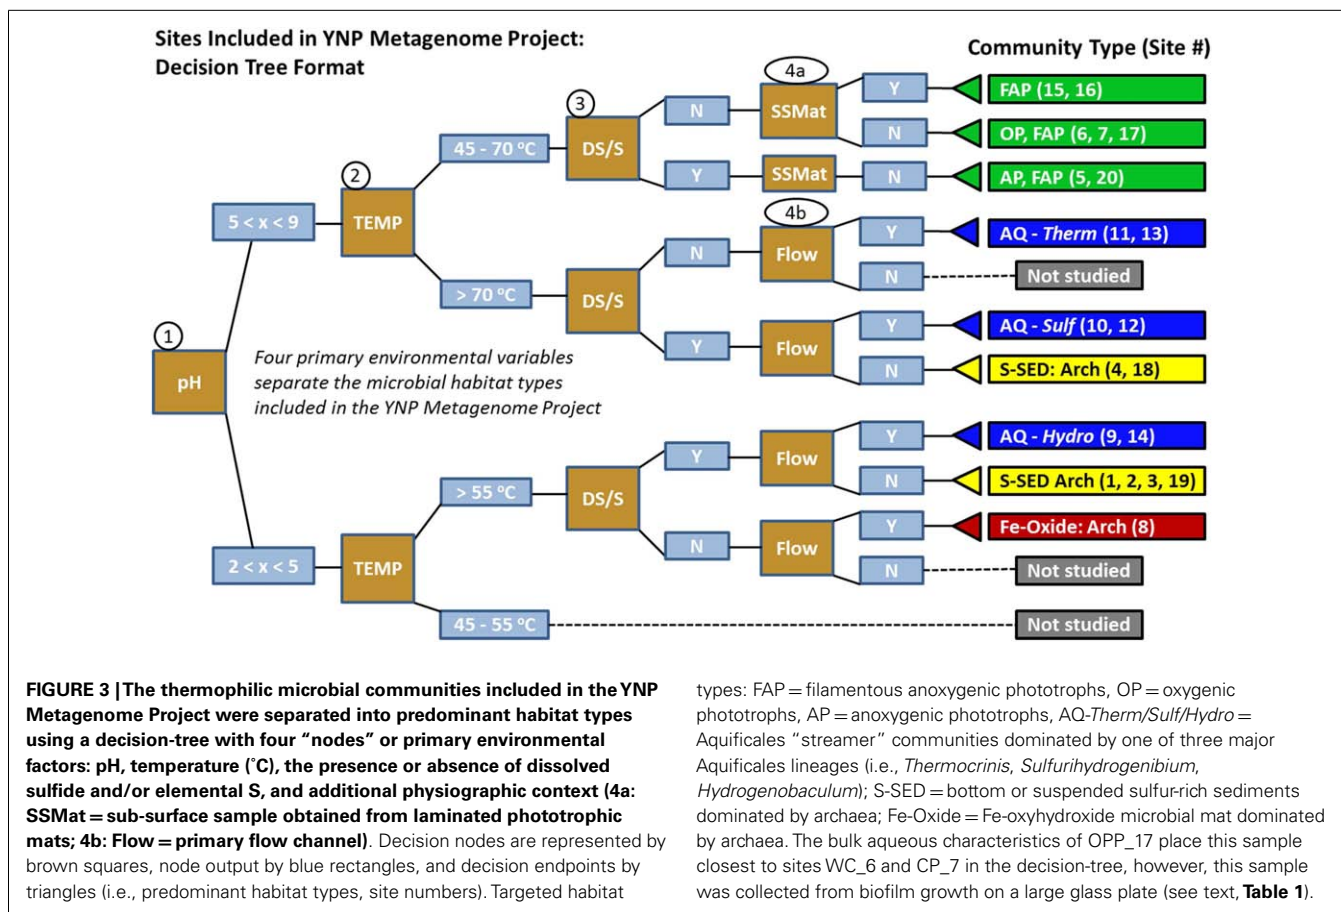 Sites Included in YNP Metagenome Project:
Decision Tree Format
Community Type (Site #)
4a
Y
FAP (15, 16)
3
N
SSMat
45 - 70 °C
DS/S
N
OP, FAP (6, 7, 17)
2
Y
SSMat
N
AP, FAP (5, 20)
5 < x < 9
TEMP
4b
Y
AQ - Therm (11, 13)
N
Flow
> 70 °C
DS/S
N
Not studied
1
Y
Flow
Y
AQ - Sulf (10, 12)
N
S-SED: Arch (4, 18)
pH
Four primary environmental variables
separate the microbial habitat types
included in the YNP Metagenome Project
Y
AQ - Hydro (9, 14)
Y
Flow
> 55 °C
DS/S
N
S-SED Arch (1, 2, 3, 19)
Y
Fe-Oxide: Arch (8)
N
Flow
2 < x < 5
TEMP
N
Not studied
45 - 55 °C
Not studied
FIGURE 3 | The thermophilic microbial communities included in the YNP
Metagenome Project were separated into predominant habitat types
using a decision-tree with four “nodes” or primary environmental
factors: pH, temperature (˚C), the presence or absence of dissolved
sulfide and/or elemental S, and additional physiographic context (4a:
SSMat = sub-surface sample obtained from laminated phototrophic
mats; 4b: Flow = primary flow channel). Decision nodes are represented by
brown squares, node output by blue rectangles, and decision endpoints by
triangles (i.e., predominant habitat types, site numbers). Targeted habitat
types: FAP = filamentous anoxygenic phototrophs, OP = oxygenic
phototrophs, AP = anoxygenic phototrophs, AQ-Therm/Sulf/Hydro =
Aquificales “streamer” communities dominated by one of three major
Aquificales lineages (i.e., Thermocrinis, Sulfurihydrogenibium,
Hydrogenobaculum); S-SED = bottom or suspended sulfur-rich sediments
dominated by archaea; Fe-Oxide = Fe-oxyhydroxide microbial mat dominated
by archaea. The bulk aqueous characteristics of OPP_17 place this sample
closest to sites WC_6 and CP_7 in the decision-tree, however, this sample
was collected from biofilm growth on a large glass plate (see text, Table 1).